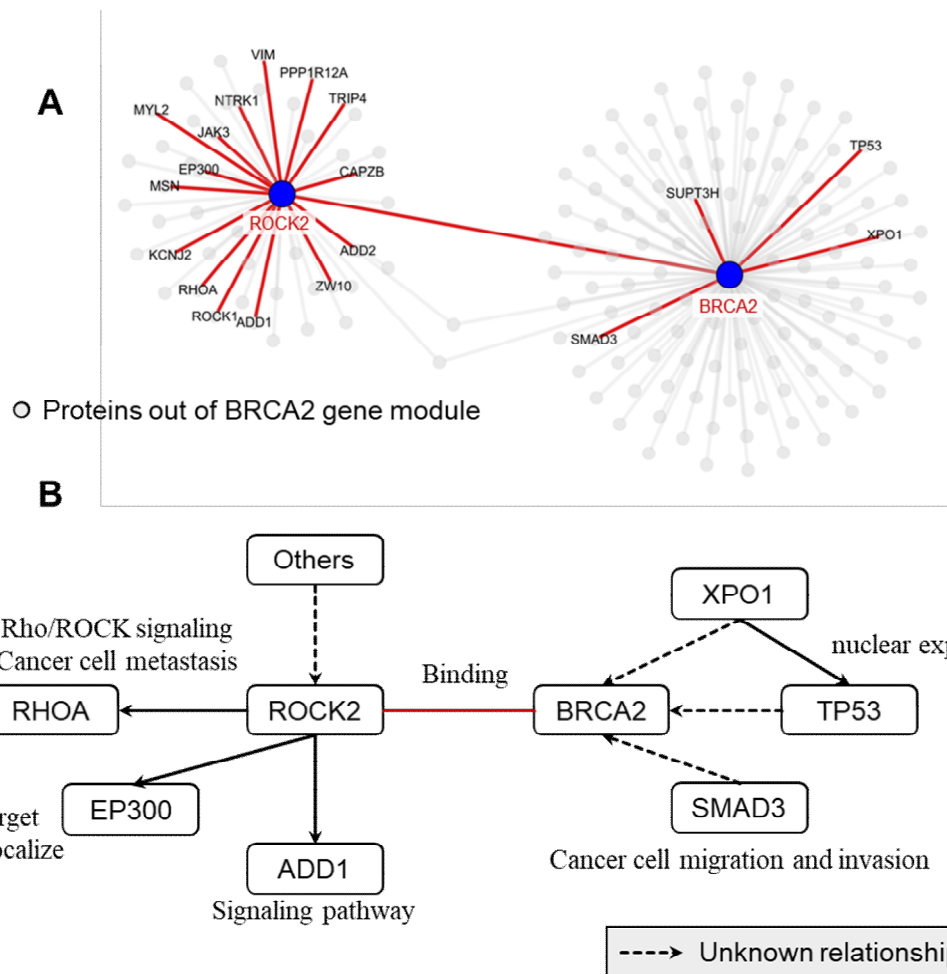 A
VIM
PPP1R12A
NTRK1
TRIP4
MYL2
JAK3
EP300
CAPZB
MSN
ROCK2
KCNJ2
ADD2
RHOA
ZW10
ROCK1
ADD1
TP53
SUPT3H
XPO1
BRCA2
SMAD3
Proteins out of BRCA2 gene module
B
Others
XPO1
Rho/ROCK signaling
Cancer cell metastasis
nuclear exp
Binding
RHOA
ROCK2
BRCA2
TP53
EP300
SMAD3
rget
ocalize
ADD1
Cancer cell migration and invasion
Signaling pathway
Unknown relationship